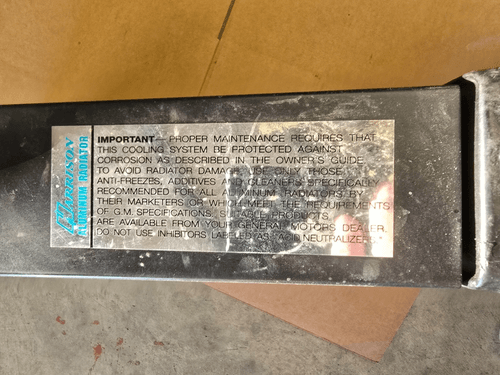 Harrison
ALUMINUM RADIATOR
IMPORTANT—PROPER MAINTENANCE REQUIRES THAT
THIS COOLING SYSTEM BE PROTECTED AGAINST
CORROSION AS DESCRIBED IN THE OWNER'S GUIDE
TO AVOID RADIATOR DAMAGE, USE ONLY THOSE
ANTI-FREEZES, ADDITIVES AND CLEANERS SPECIFICALLY
RECOMMENDED FOR ALL ALUMINUM RADIATORS BY
THEIR MARKETERS OR WHICH MEET THE REQUIREMENTS
OF G.M. SPECIFICATIONS. SUITABLE PRODUCTS
ARE AVAILABLE FROM YOUR GENERAL MOTORS DEALER.
DO NOT USE INHIBITORS LABELED AS "ACID NEUTRALIZERS."